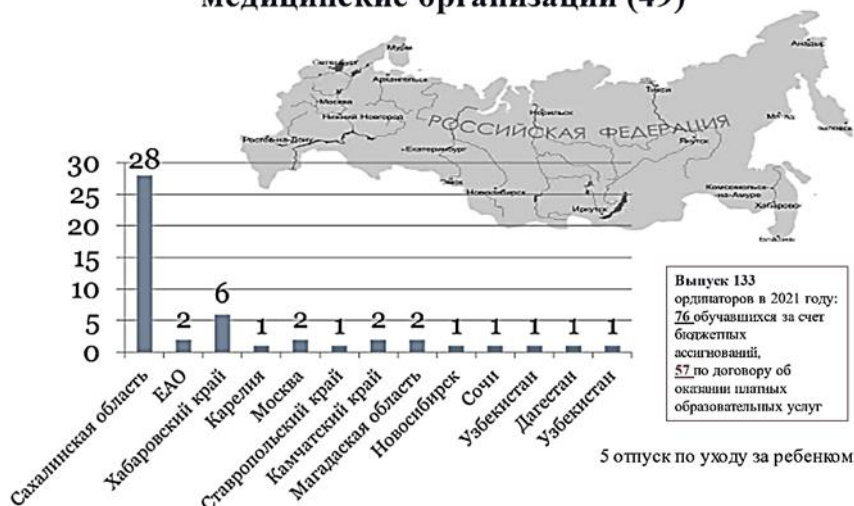 медицинские организации (49)
Мурм
Архангельск
Москва
Нижний Новгород
Ростов-на-Дону
Екатеринбург
Новосибирск
Норильск
Тикси
Якутск
Иркутск
Анадыр
Комсомольск-
-на-Амуре
Хабаров
РОССИЙСКАЯ ФЕДЕРАЦИЯ
30
25
20
15
10
5
0
28
2
6
1
2
1
2
2
1
1
1
1
1
Сахалинская область
ЕАО
Хабаровский край
Карелия
Москва
Ставропольский край
Камчатский край
Магадаская область
Новосибирск
Сочи
Узбекистан
Дагестан
Узбекистан
Выпуск 133
ординаторов в 2021 году:
76 обучавшихся за счет
бюджетных
ассигнований,
57 по договору об
оказании платных
образовательных услуг
5 отпуск по уходу за ребенком